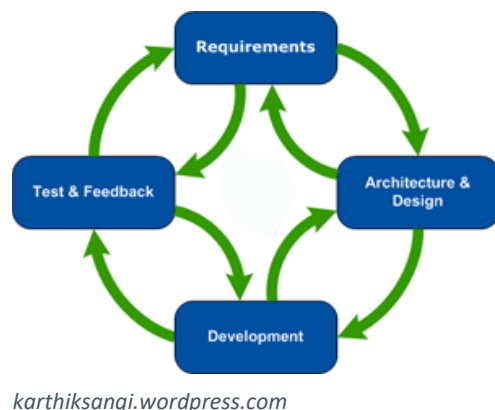 Requirements
Test & Feedback
Architecture &
Design
Development
karthiksangi.wordpress.com